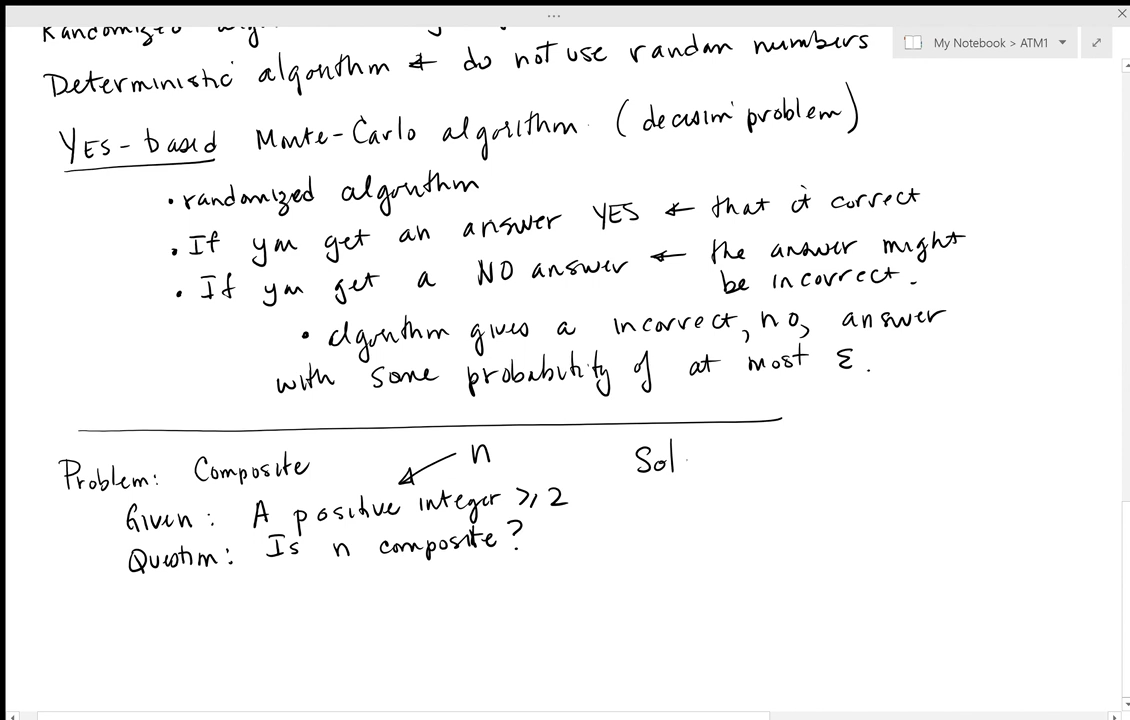 My Notebook > ATM1
Randomized
Deterministic algorithm ← do not use random numbers
YES-based Monte-Carlo algorithm (decision problem)
• randomized algorithm
• If you get an answer YES ← that is correct
• If you get a NO answer ← the answer might
be incorrect.
• algorithm gives a incorrect, no, answer
with some probability of at most ε.
Problem: Composite n Sol
Given: A positive integer ≥ 2
Question: Is n composite?